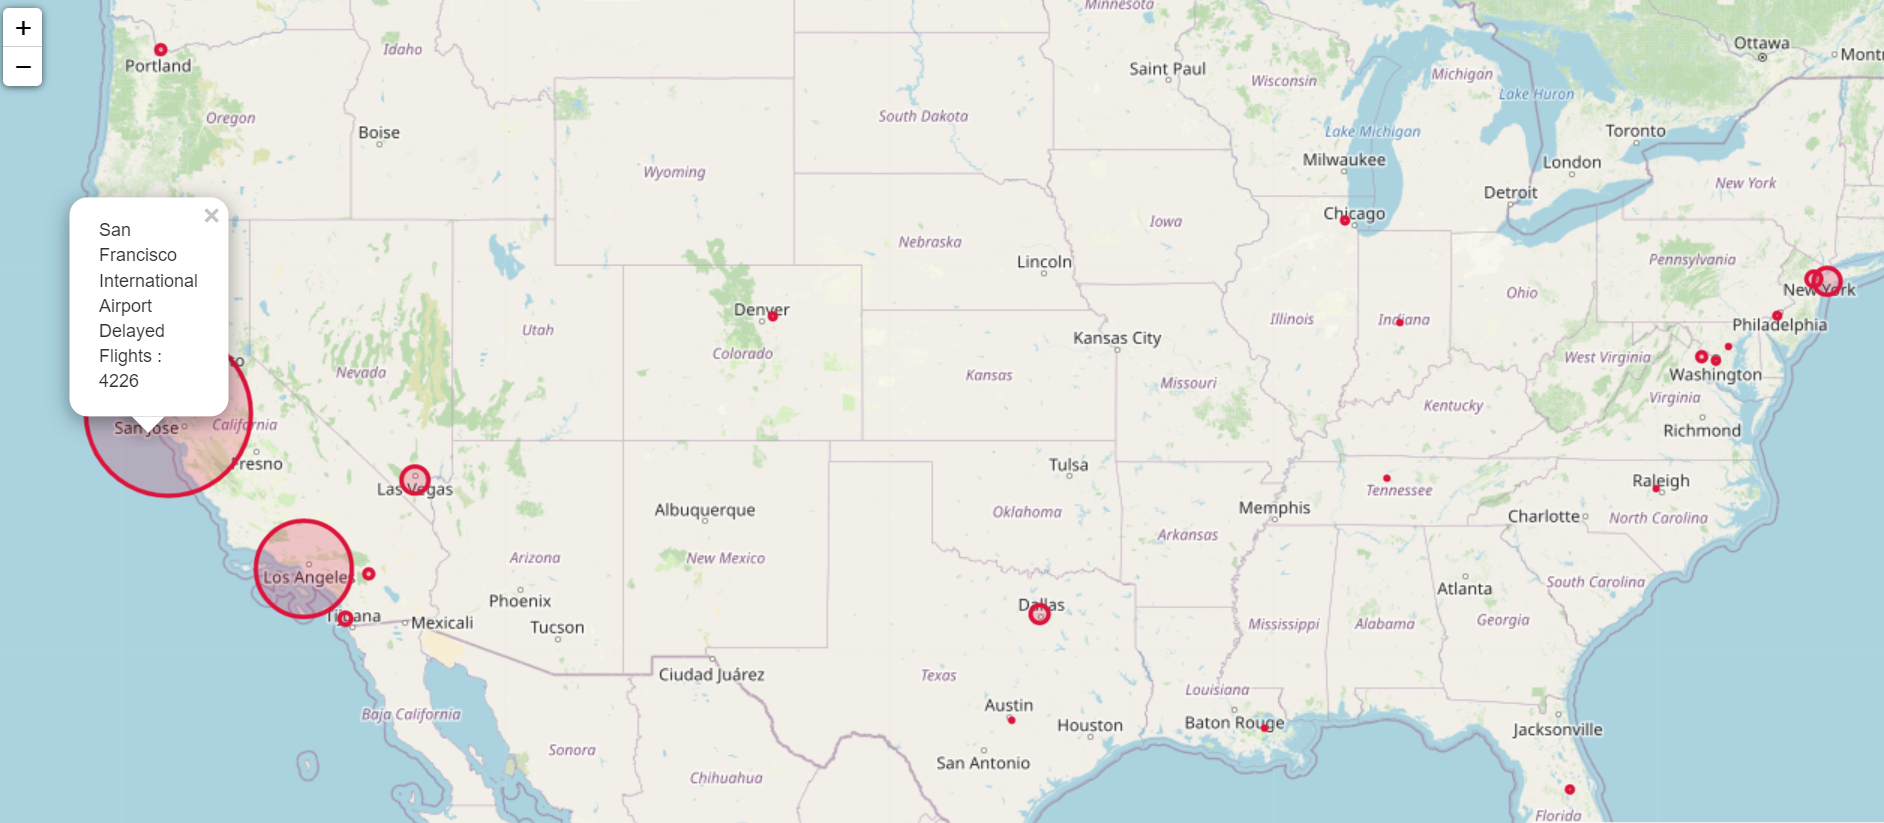 +
−
Minnesota
Portland
Idaho
Ottawa
Montr
Saint Paul
Wisconsin
Michigan
Lake Huron
Oregon
South Dakota
Boise
Lake Michigan
Toronto
Milwaukee
London
Wyoming
New York
Detroit
Chicago
×
San
Francisco
International
Airport
Delayed
Flights :
4226
Iowa
Nebraska
Lincoln
Pennsylvania
New York
Ohio
Denver
Utah
Illinois
Indiana
Philadelphia
Kansas City
Colorado
West Virginia
o
Nevada
Kansas
Missouri
Washington
Virginia
Kentucky
San Jose
California
Richmond
Fresno
Las Vegas
Tulsa
Tennessee
Raleigh
Albuquerque
Oklahoma
Memphis
Charlotte
North Carolina
Arkansas
Arizona
New Mexico
Los Angeles
Phoenix
Dallas
Atlanta
South Carolina
Tijuana
Mexicali
Tucson
Mississippi
Alabama
Georgia
Ciudad Juárez
Texas
Louisiana
Austin
Baja California
Houston
Baton Rouge
Jacksonville
Sonora
San Antonio
Chihuahua
Florida